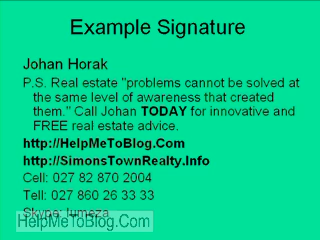 Example Signature
Johan Horak
P.S. Real estate "problems cannot be solved at
the same level of awareness that created
them." Call Johan TODAY for innovative and
FREE real estate advice.
http://HelpMeToBlog.Com
http://SimonsTownRealty.Info
Cell: 027 82 870 2004
Tell: 027 860 26 33 33
Skype: lumeza
HelpMeToBlog.Com